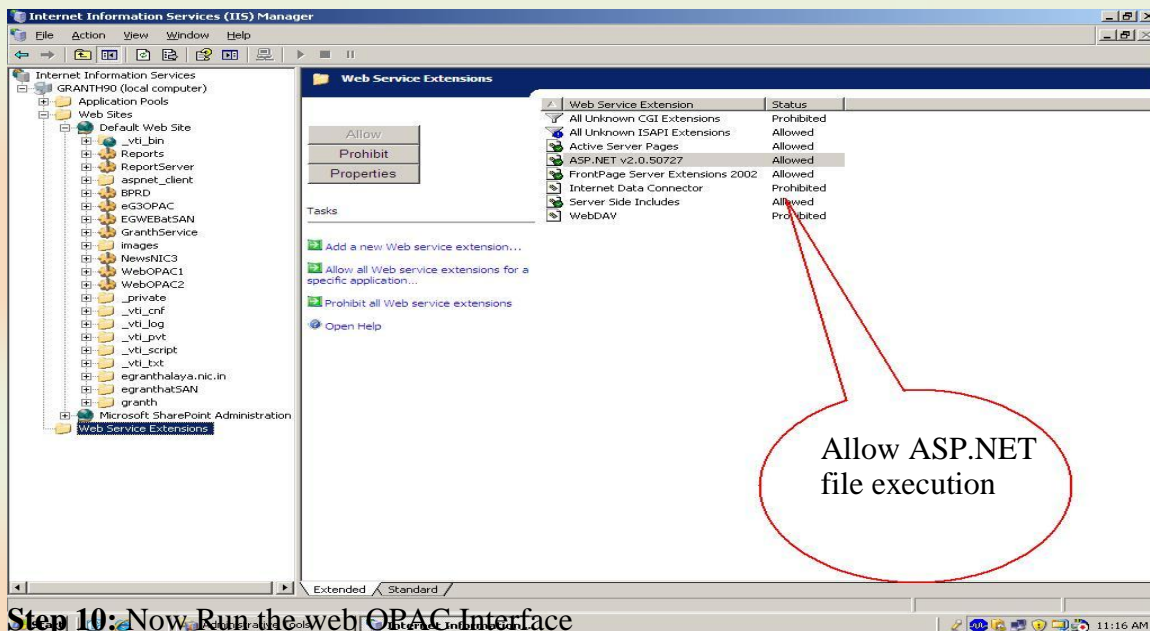 Internet Information Services (IIS) Manager
File Action View Window Help
Internet Information Services
GRANTH90 (local computer)
Application Pools
Web Sites
Default Web Site
_vti_bin
Reports
ReportServer
aspnet_client
BPRD
eG3OPAC
EGWEBatSAN
GranthService
images
NewsNIC3
WebOPAC1
WebOPAC2
_private
_vti_cnf
_vti_log
_vti_pvt
_vti_script
_vti_txt
egranthalaya.nic.in
egranthatSAN
granth
Microsoft SharePoint Administration
Web Service Extensions
Web Service Extensions
Allow
Prohibit
Properties
Tasks
Add a new Web service extension...
Allow all Web service extensions for a
specific application...
Prohibit all Web service extensions
Open Help
Web Service Extension Status
All Unknown CGI Extensions Prohibited
All Unknown ISAPI Extensions Allowed
Active Server Pages Allowed
ASP.NET v2.0.50727 Allowed
FrontPage Server Extensions 2002 Allowed
Internet Data Connector Prohibited
Server Side Includes Allowed
WebDAV Prohibited
Allow ASP.NET
file execution
Extended Standard
Step 10: Now Run the web OPAC Interface
11:16 AM